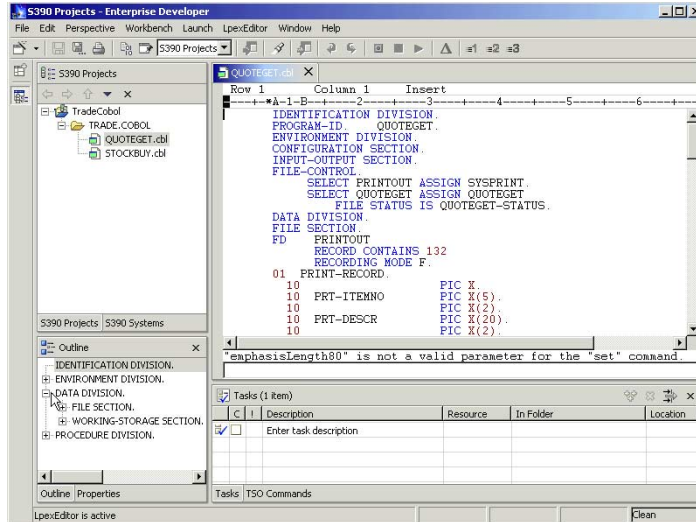 S390 Projects - Enterprise Developer
File Edit Perspective Workbench Launch LpexEditor Window Help
S390 Projects
S390 Projects
TradeCobol
TRADE.COBOL
QUOTEGET.cbl
STOCKBUY.cbl
S390 Projects S390 Systems
QUOTEGET.cbl
Row 1 Column 1 Insert
----+-*A-1-B--+----2----+----3----+----4----+----5----+----6----+---
IDENTIFICATION DIVISION.
PROGRAM-ID. QUOTEGET.
ENVIRONMENT DIVISION.
CONFIGURATION SECTION.
INPUT-OUTPUT SECTION.
FILE-CONTROL.
SELECT PRINTOUT ASSIGN SYSPRINT.
SELECT QUOTEGET ASSIGN QUOTEGET
FILE STATUS IS QUOTEGET-STATUS.
DATA DIVISION.
FILE SECTION.
FD PRINTOUT
RECORD CONTAINS 132
RECORDING MODE F.
01 PRINT-RECORD.
10 PIC X.
10 PRT-ITEMNO PIC X(5).
10 PIC X(2).
10 PRT-DESCR PIC X(20).
10 PIC X(2).
"emphasisLength80" is not a valid parameter for the "set" command.
Outline
IDENTIFICATION DIVISION.
ENVIRONMENT DIVISION.
DATA DIVISION.
FILE SECTION.
WORKING-STORAGE SECTION.
PROCEDURE DIVISION.
Outline Properties
Tasks (1 item)
C ! Description Resource In Folder Location
Enter task description
Tasks TSO Commands
LpexEditor is active
Clean